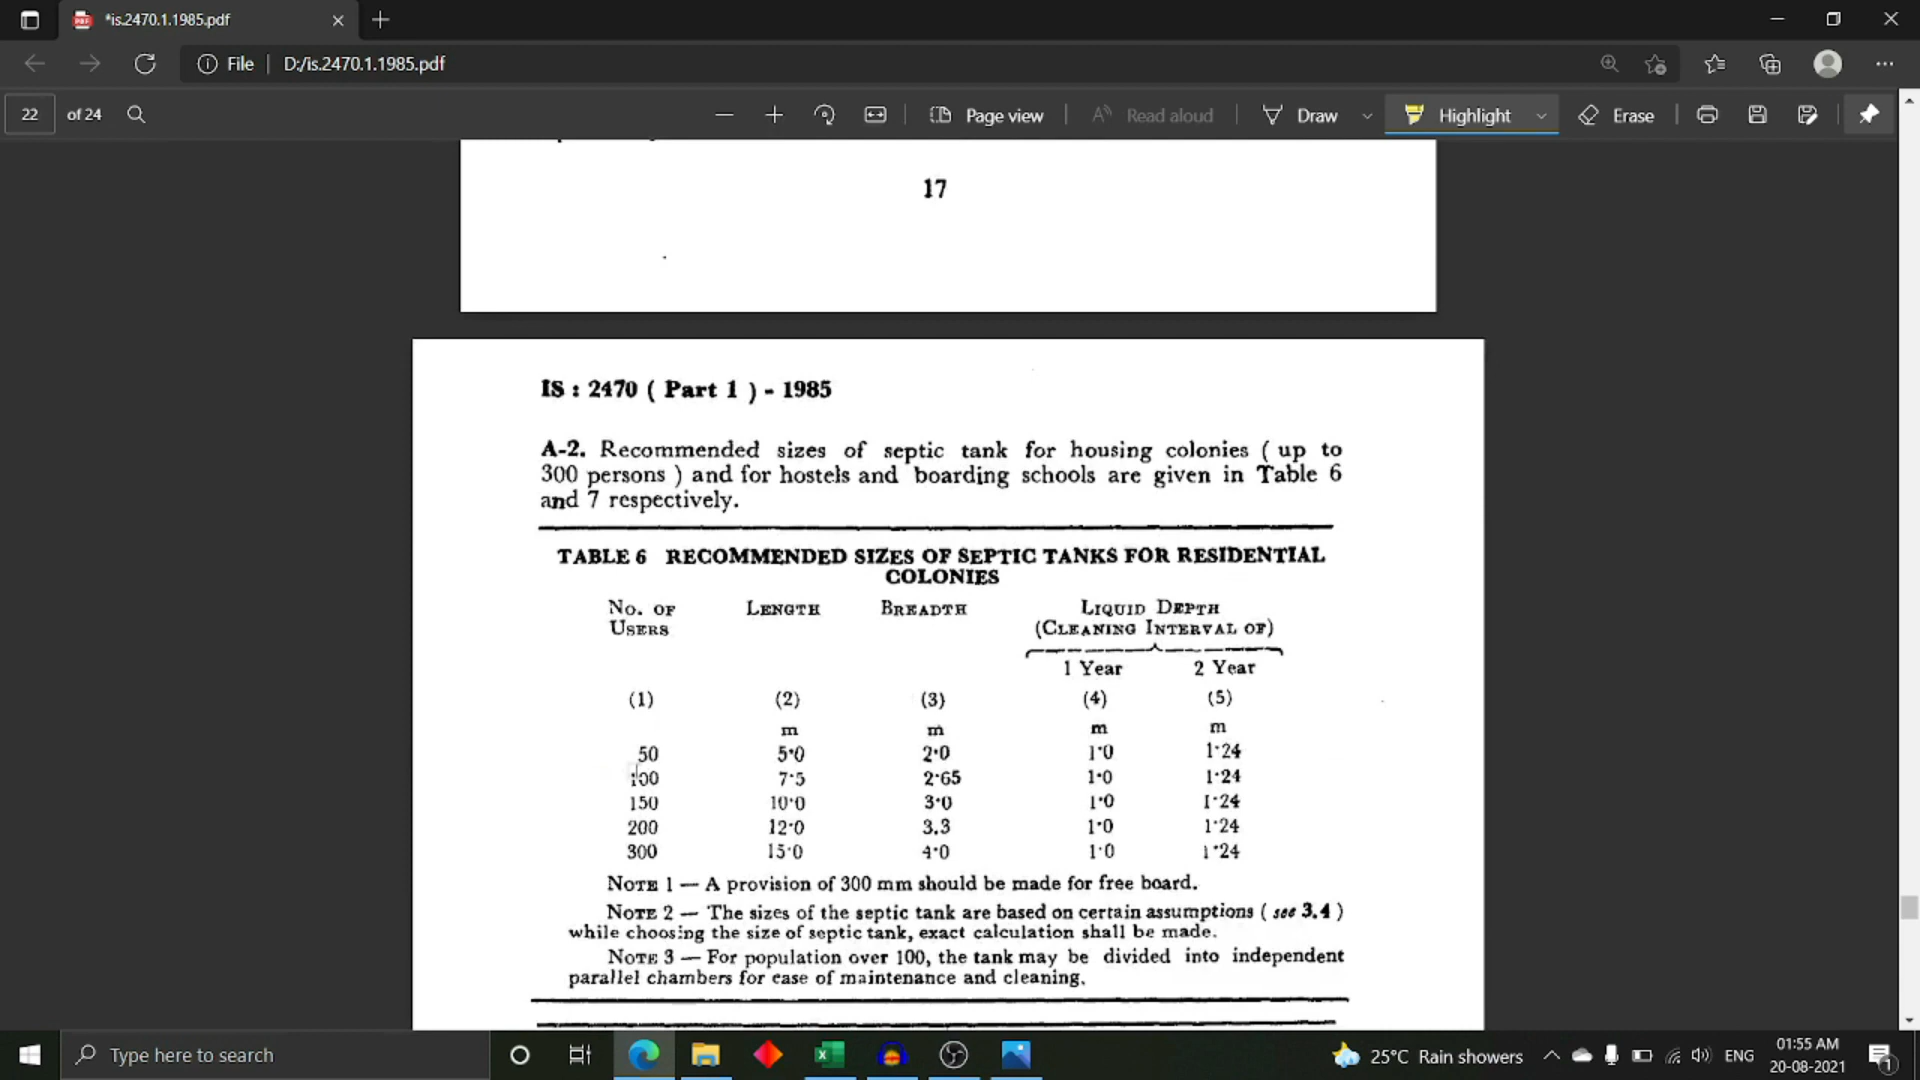 *is.2470.1.1985.pdf
File
D:/is.2470.1.1985.pdf
22 of 24
Page view
Read aloud
Draw
Highlight
Erase
17
IS : 2470 ( Part 1 ) - 1985
A-2. Recommended sizes of septic tank for housing colonies ( up to
300 persons ) and for hostels and boarding schools are given in Table 6
and 7 respectively.
TABLE 6 RECOMMENDED SIZES OF SEPTIC TANKS FOR RESIDENTIAL
COLONIES
NO. OF LENGTH BREADTH LIQUID DEPTH
USERS (CLEANING INTERVAL OF)
1 Year 2 Year
(1) (2) (3) (4) (5)
m m m m
50 5·0 2·0 1·0 1·24
100 7·5 2·65 1·0 1·24
150 10·0 3·0 1·0 1·24
200 12·0 3.3 1·0 1·24
300 15·0 4·0 1·0 1·24
NOTE 1 — A provision of 300 mm should be made for free board.
NOTE 2 — The sizes of the septic tank are based on certain assumptions ( see 3.4 )
while choosing the size of septic tank, exact calculation shall be made.
NOTE 3 — For population over 100, the tank may be divided into independent
parallel chambers for ease of maintenance and cleaning.
Type here to search
25°C Rain showers
ENG
01:55 AM
20-08-2021
1